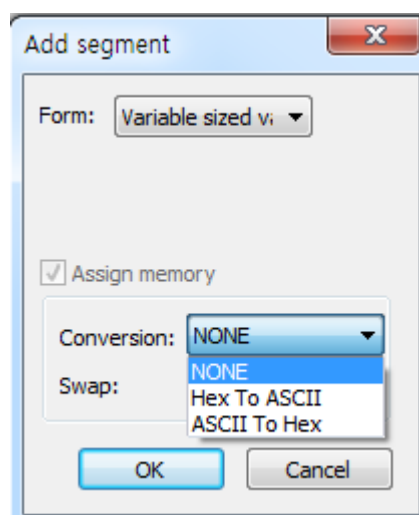 Add segment
Form: Variable sized va
Assign memory
Conversion: NONE
NONE
Swap:
Hex To ASCII
ASCII To Hex
OK Cancel